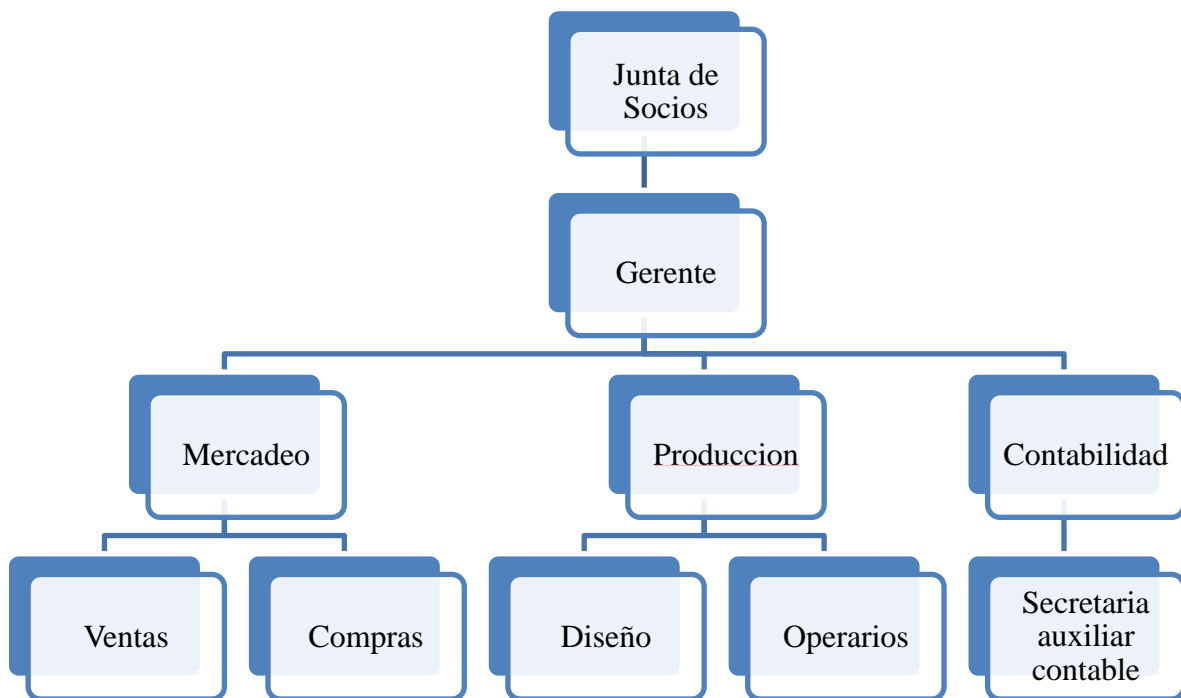 Junta de
Socios
Gerente
Mercadeo
Produccion
Contabilidad
Ventas
Compras
Diseño
Operarios
Secretaria
auxiliar
contable